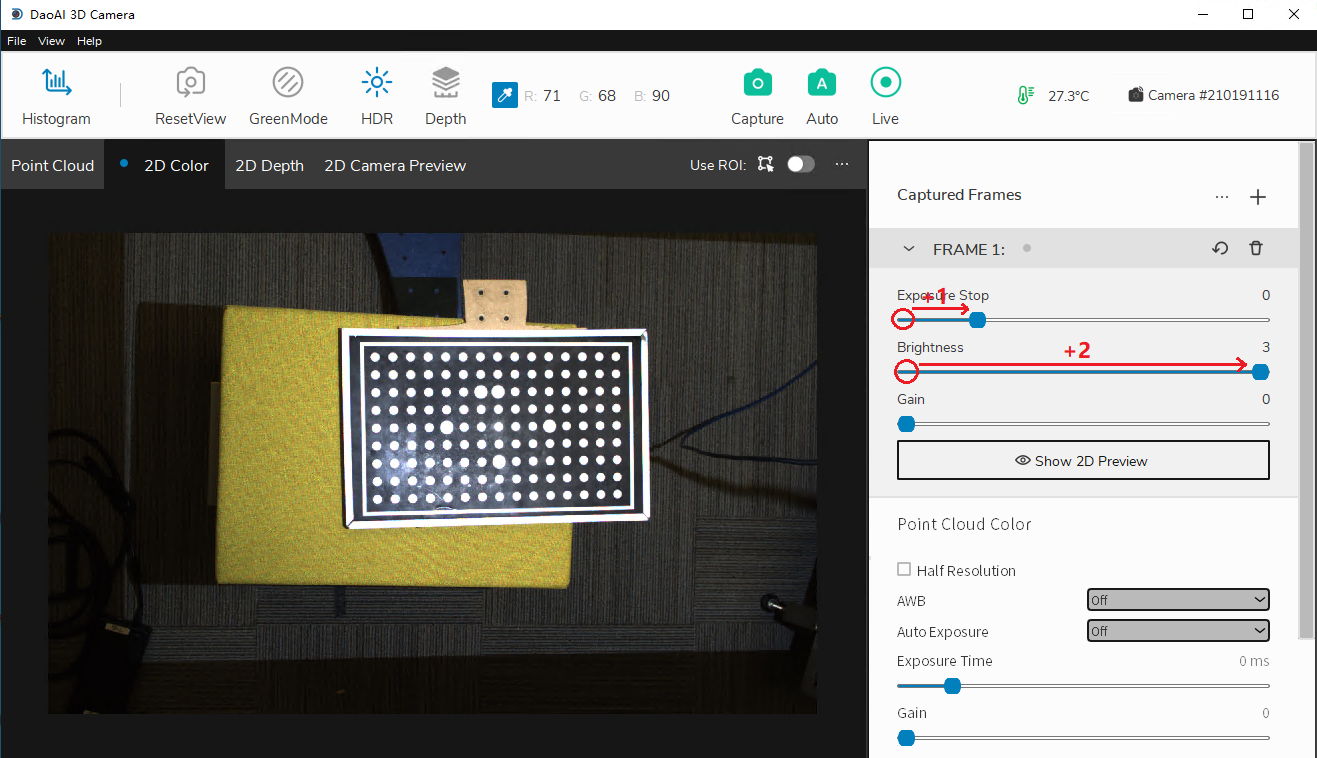 DaoAI 3D Camera
File View Help
Histogram
ResetView
GreenMode
HDR
Depth
R: 71 G: 68 B: 90
Capture
Auto
Live
27.3°C
Camera #210191116
Point Cloud
2D Color
2D Depth
2D Camera Preview
Use ROI:
Captured Frames
FRAME 1:
Exposure Stop 0
+1
Brightness 3
+2
Gain 0
Show 2D Preview
Point Cloud Color
Half Resolution
AWB Off
Auto Exposure Off
Exposure Time 0 ms
Gain 0